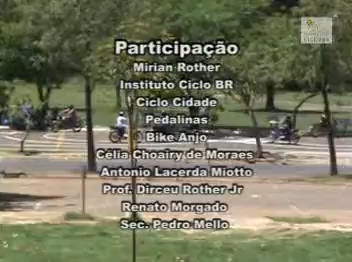 Participação
Mirian Rother
Instituto Ciclo BR
Ciclo Cidade
Pedalinas
Bike Anjo
Célia Choairy de Moraes
Antonio Lacerda Miotto
Prof. Dirceu Rother Jr
Renato Morgado
Sec. Pedro Mello